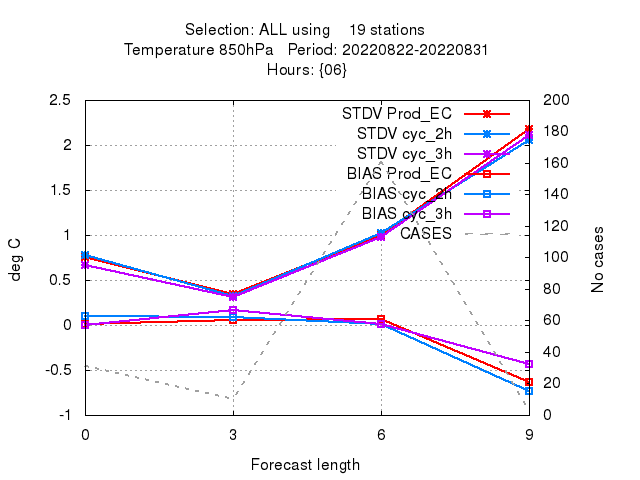 Selection: ALL using 19 stations
Temperature 850hPa Period: 20220822-20220831
Hours: {06}
2.5 200
STDV Prod_EC
180
2 STDV cyc_2h
STDV cyc_3h 160
1.5 BIAS Prod_EC
140
BIAS cyc_2h
BIAS cyc_3h
120
1 CASES
100
0.5
80
0 60
40
-0.5
20
-1 0
deg C
No cases
0 3 6 9
Forecast length